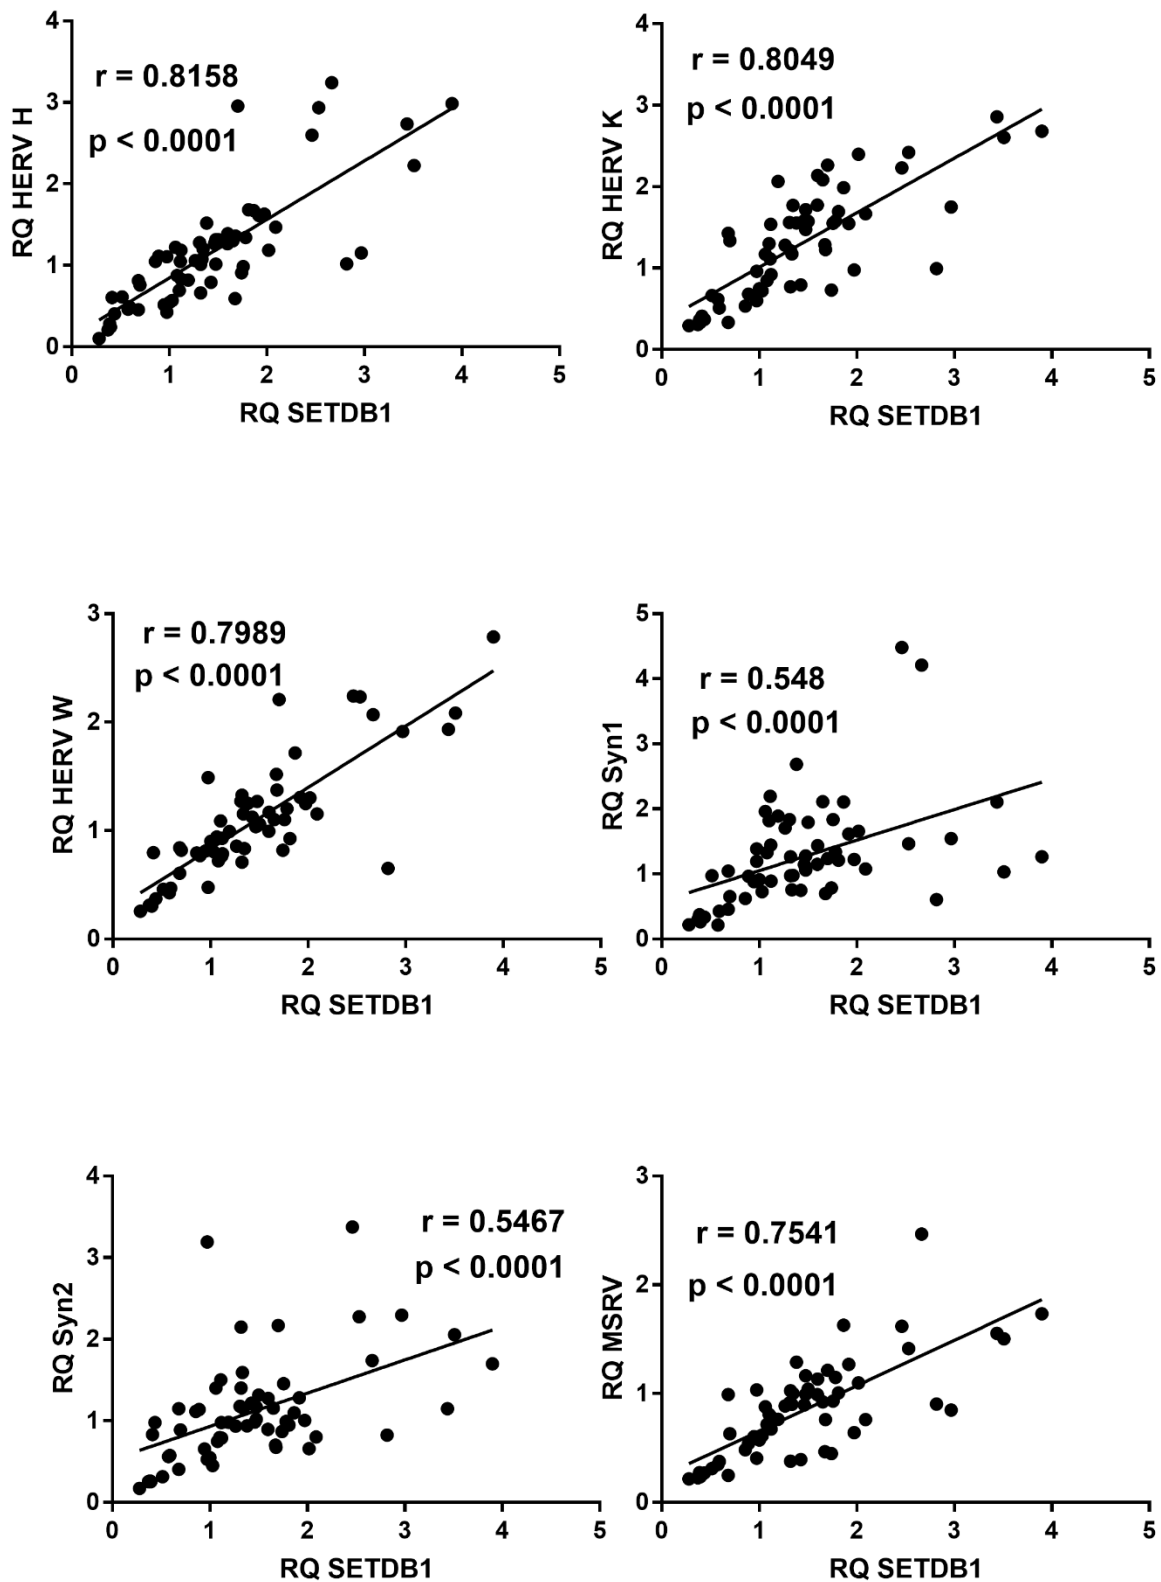 RQ HERV H
4
3
2
1
0
r = 0.8158
p < 0.0001
0 1 2 3 4 5
RQ SETDB1
RQ HERV K
4
3
2
1
0
r = 0.8049
p < 0.0001
0 1 2 3 4 5
RQ SETDB1
RQ HERV W
3
2
1
0
r = 0.7989
p < 0.0001
0 1 2 3 4 5
RQ SETDB1
RQ Syn1
5
4
3
2
1
0
r = 0.548
p < 0.0001
0 1 2 3 4 5
RQ SETDB1
RQ Syn2
4
3
2
1
0
r = 0.5467
p < 0.0001
0 1 2 3 4 5
RQ SETDB1
RQ MSRV
3
2
1
0
r = 0.7541
p < 0.0001
0 1 2 3 4 5
RQ SETDB1